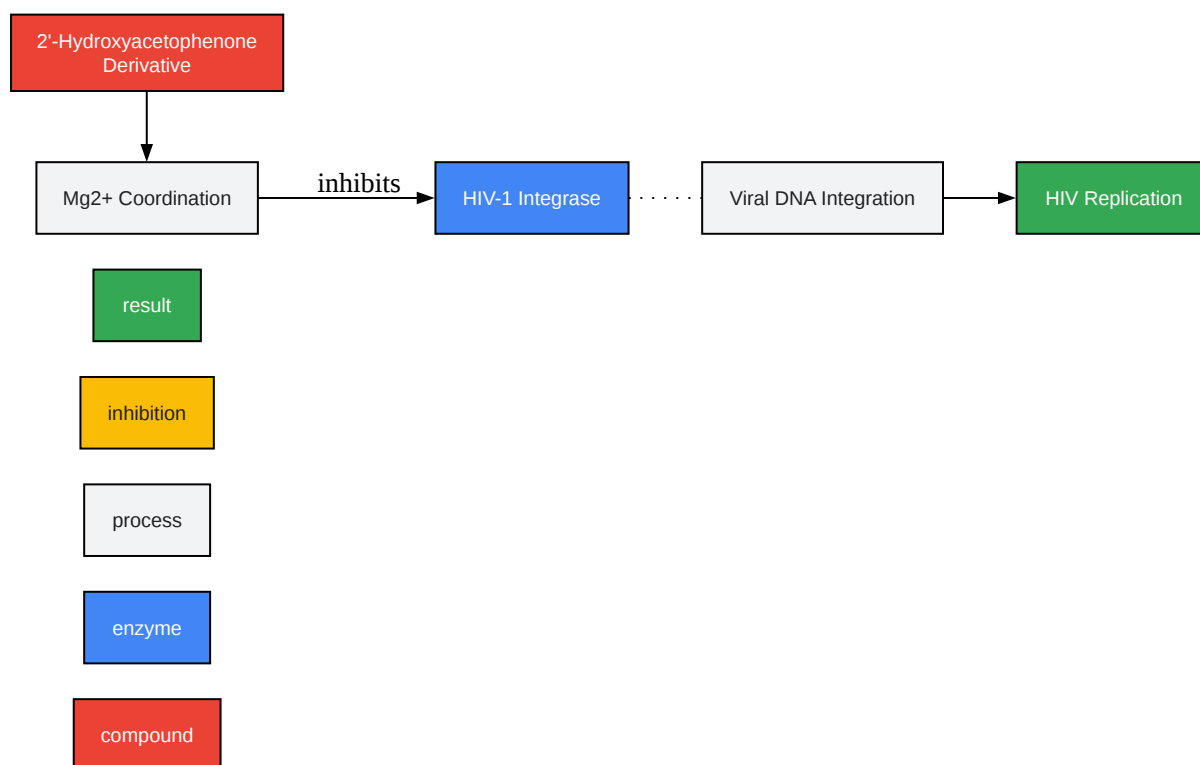 2'-Hydroxyacetophenone
Derivative
Mg2+ Coordination
inhibits
HIV-1 Integrase
Viral DNA Integration
HIV Replication
result
inhibition
process
enzyme
compound